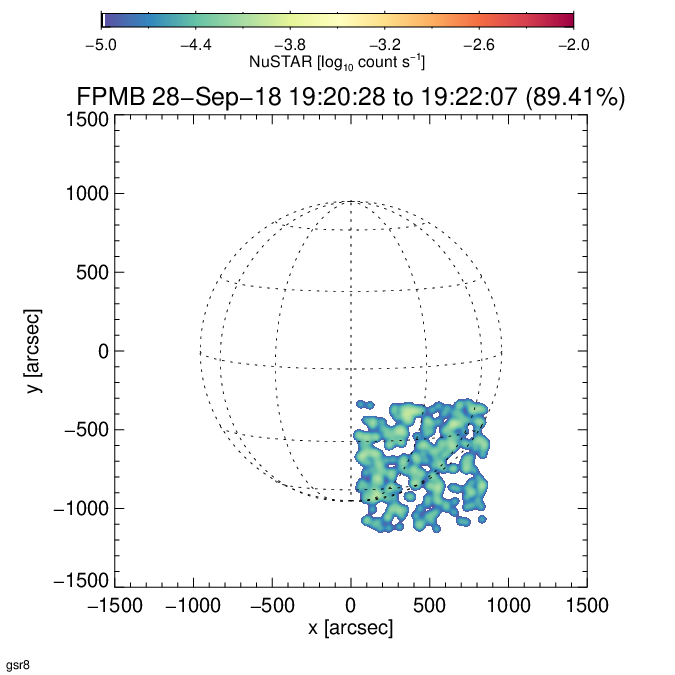 −5.0 −4.4 −3.8 −3.2 −2.6 −2.0
NuSTAR [log10 count s−1]
FPMB 28−Sep−18 19:20:28 to 19:22:07 (89.41%)
1500
1000
500
0
−500
−1000
−1500
y [arcsec]
−1500 −1000 −500 0 500 1000 1500
x [arcsec]
gsr8